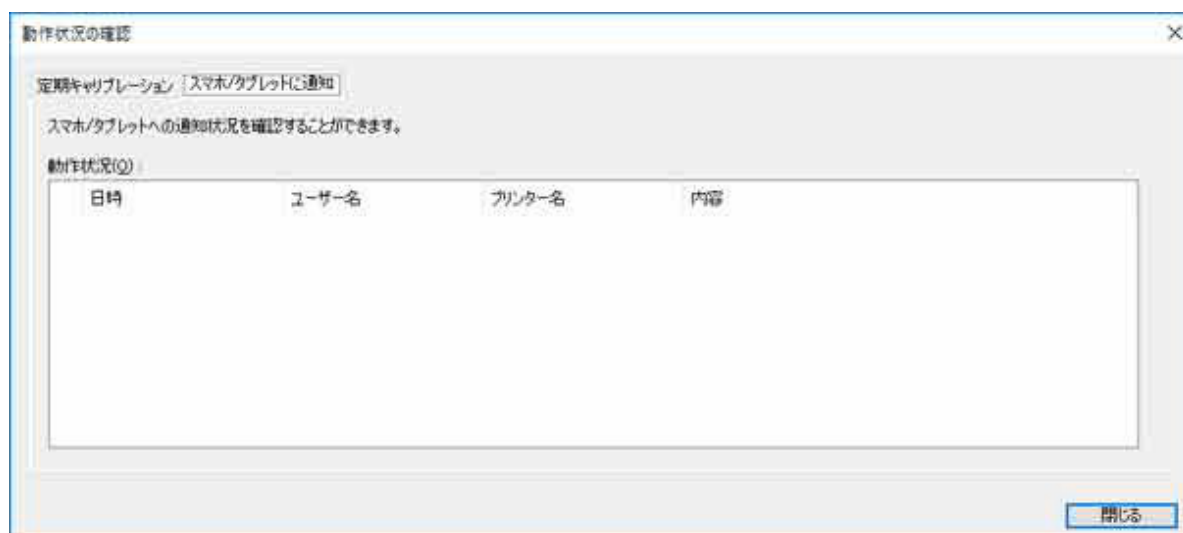 動作状況の確認
定期キャリブレーション スマホ/タブレットに通知
スマホ/タブレットへの通知状況を確認することができます。
動作状況(O) :
日時 ユーザー名 プリンター名 内容
閉じる